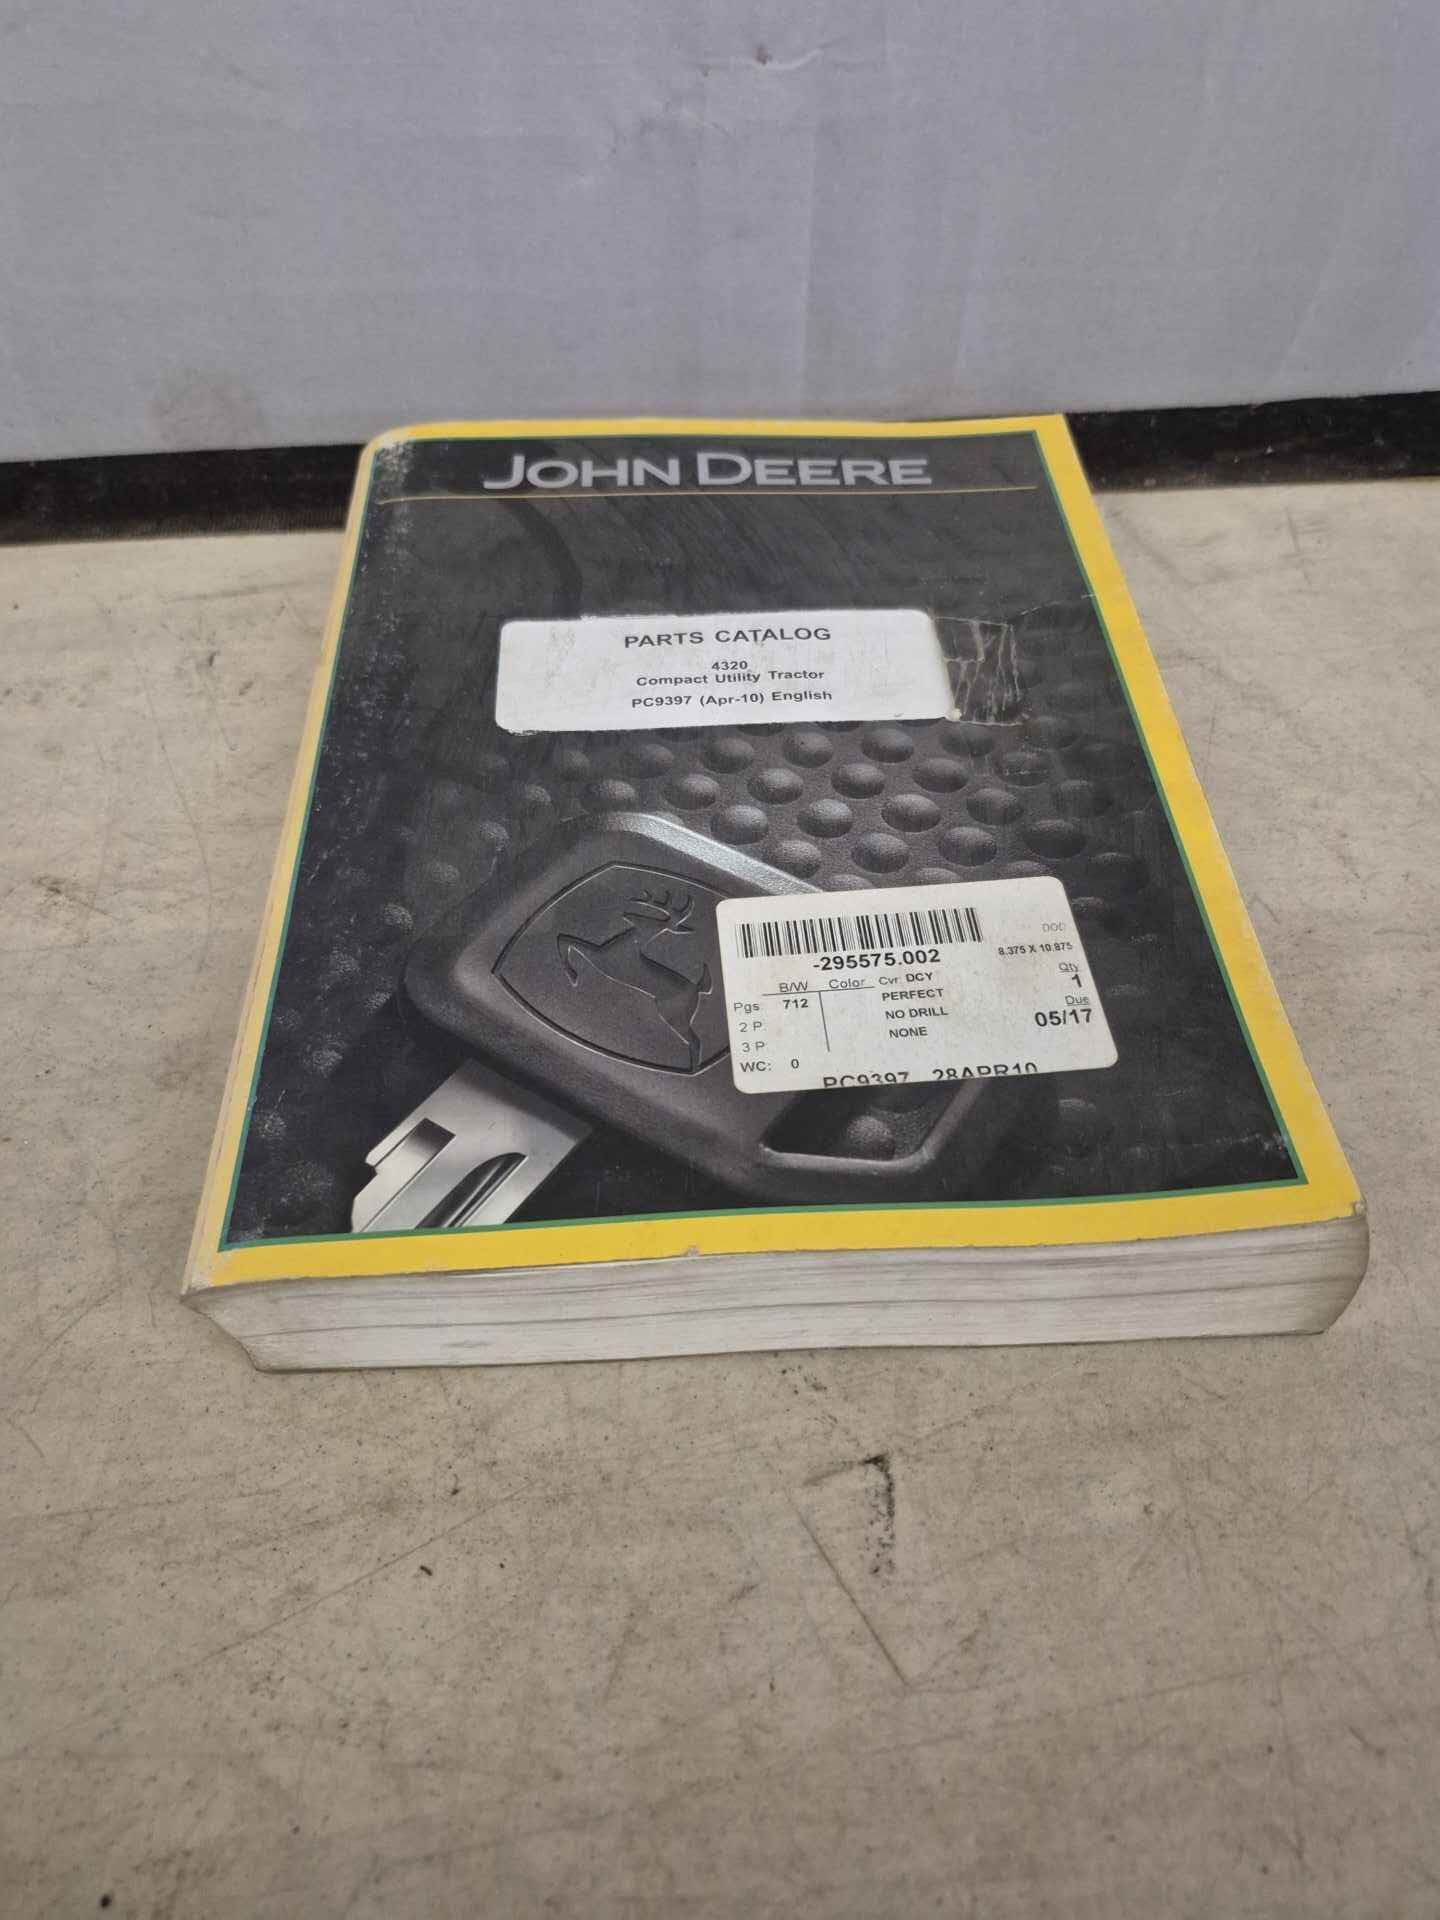 JOHN DEERE
PARTS CATALOG
4320
Compact Utility Tractor
PC9397 (Apr-10) English
DOD
-295575.002
8.375 X 10.875
B/W Color Cvr: DCY
Qty
Pgs: 712 PERFECT
1
2 P NO DRILL
Due
3 P NONE
05/17
WC: 0
PC9397 28APR10